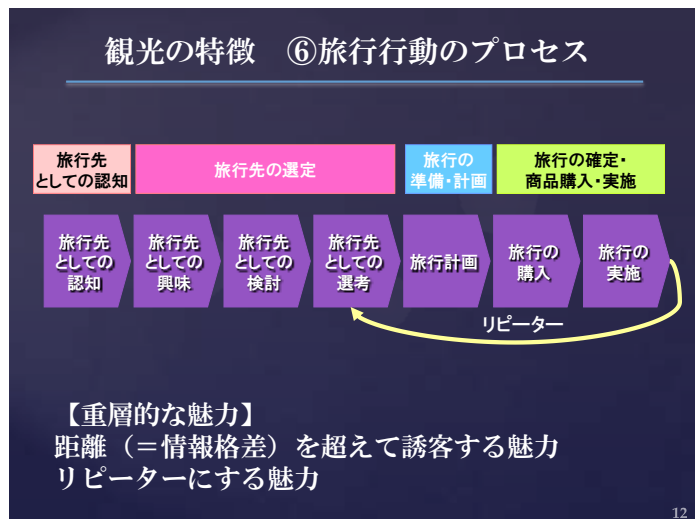 観光の特徴　⑥旅行行動のプロセス
旅行先
としての認知
旅行先の選定
旅行の
準備・計画
旅行の確定・
商品購入・実施
旅行先
としての
認知
旅行先
としての
興味
旅行先
としての
検討
旅行先
としての
選考
旅行計画
旅行の
購入
旅行の
実施
リピーター
【重層的な魅力】
距離（＝情報格差）を超えて誘客する魅力
リピーターにする魅力
12